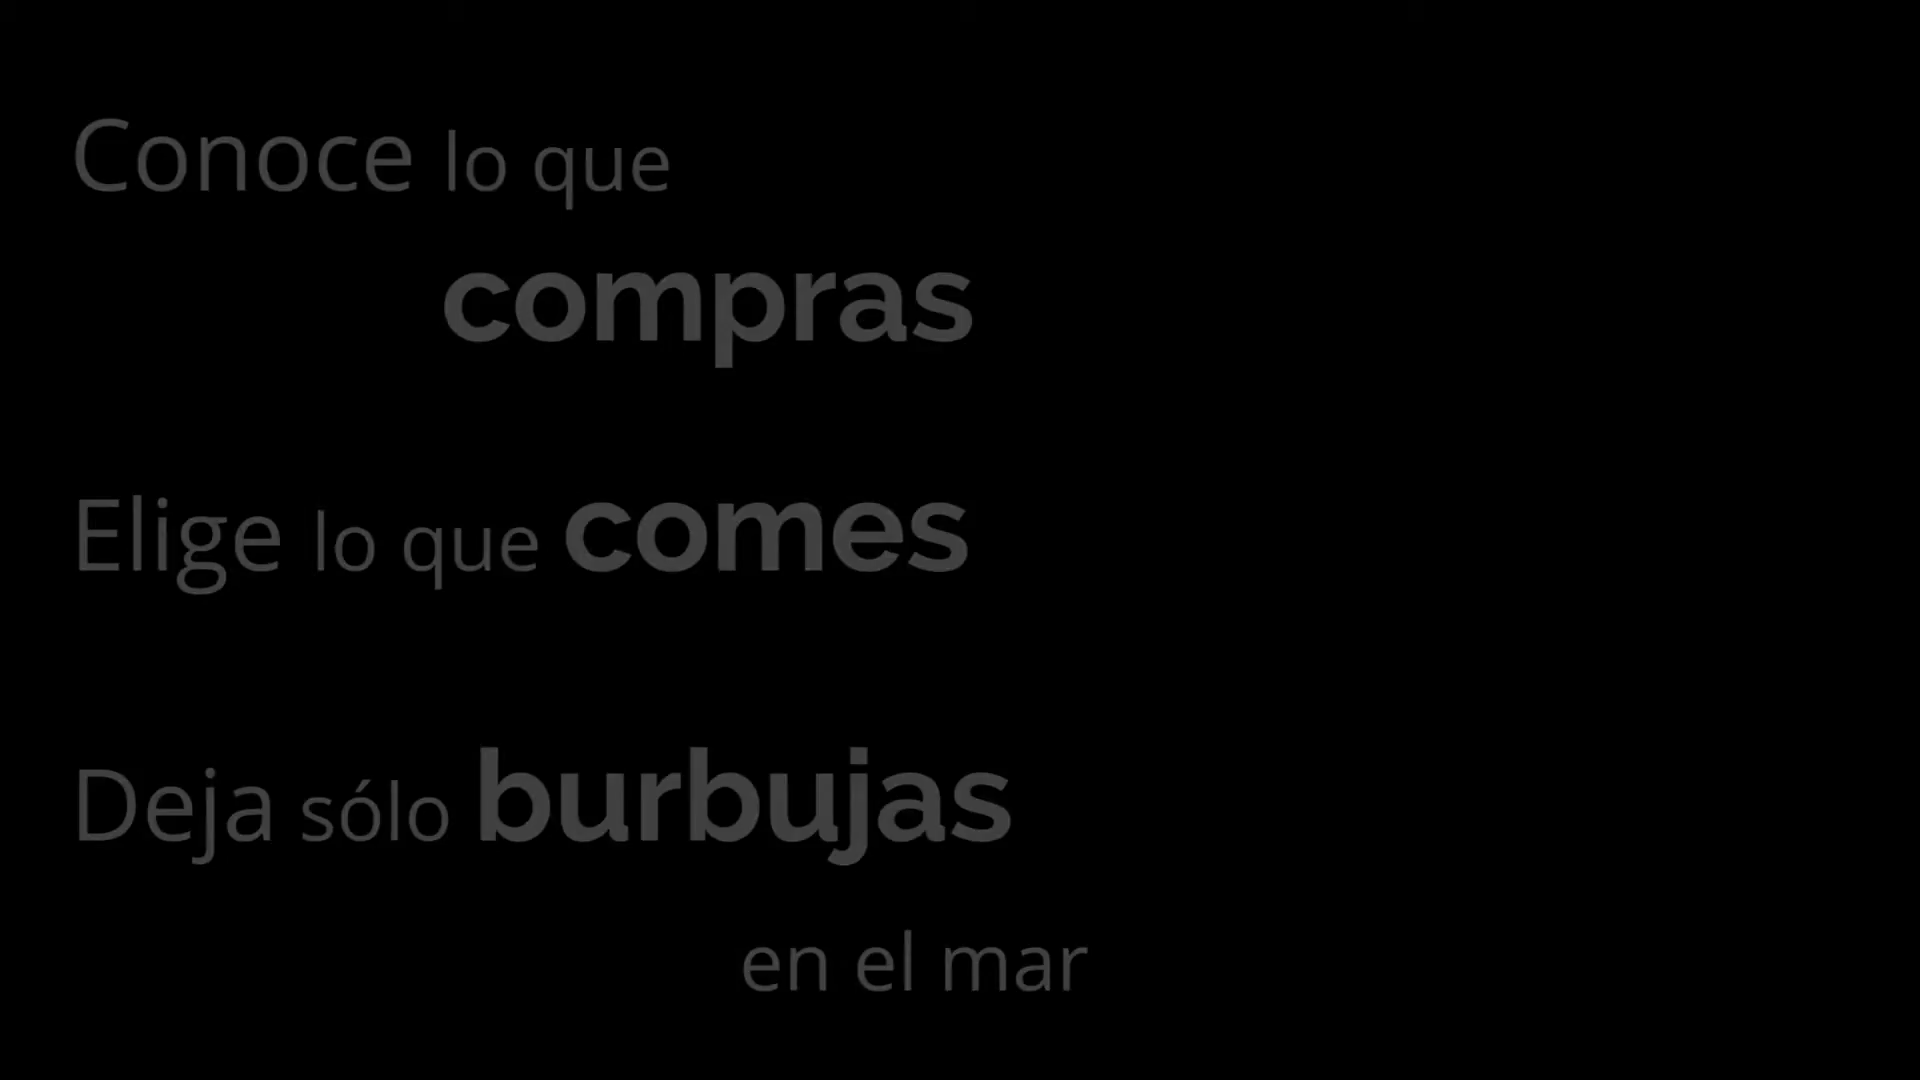 Conoce lo que
compras
Elige lo que comes
Deja sólo burbujas
en el mar